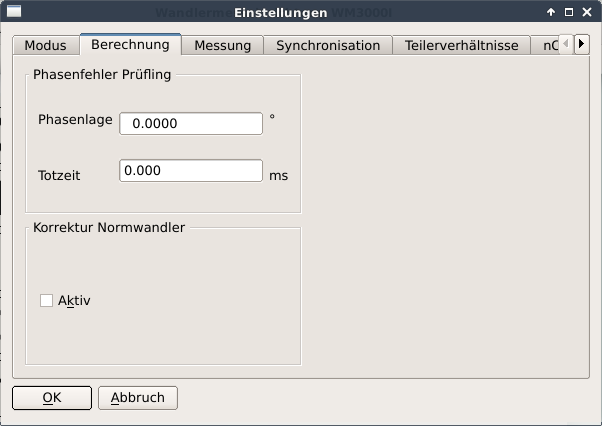 Einstellungen
Modus Berechnung Messung Synchronisation Teilerverhältnisse
Phasenfehler Prüfling
Phasenlage 0.0000 °
Totzeit 0.000 ms
Korrektur Normwandler
Aktiv
OK Abbruch